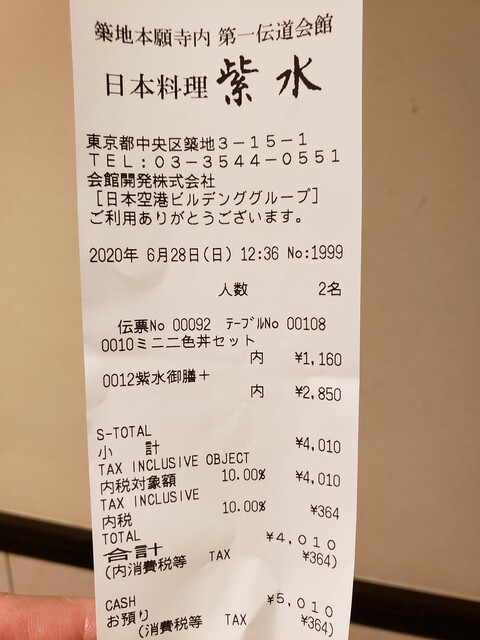 築地本願寺内 第一伝道会館
日本料理 紫水
東京都中央区築地3-15-1
TEL:03-3544-0551
会館開発株式会社
[日本空港ビルデンググループ]
ご利用ありがとうございます。
2020年 6月28日(日) 12:36 No:1999
人数 2名
伝票No 00092 ﾃｰﾌﾞﾙNo 00108
0010ミニ二色丼セット
内 ¥1,160
0012紫水御膳+
内 ¥2,850
S-TOTAL
小 計 ¥4,010
TAX INCLUSIVE OBJECT
内税対象額 10.00% ¥4,010
TAX INCLUSIVE
内税 10.00% ¥364
TOTAL
合計 ¥4,010
(内消費税等 TAX ¥364)
CASH
お預り ¥5,010
(消費税等 TAX ¥364)